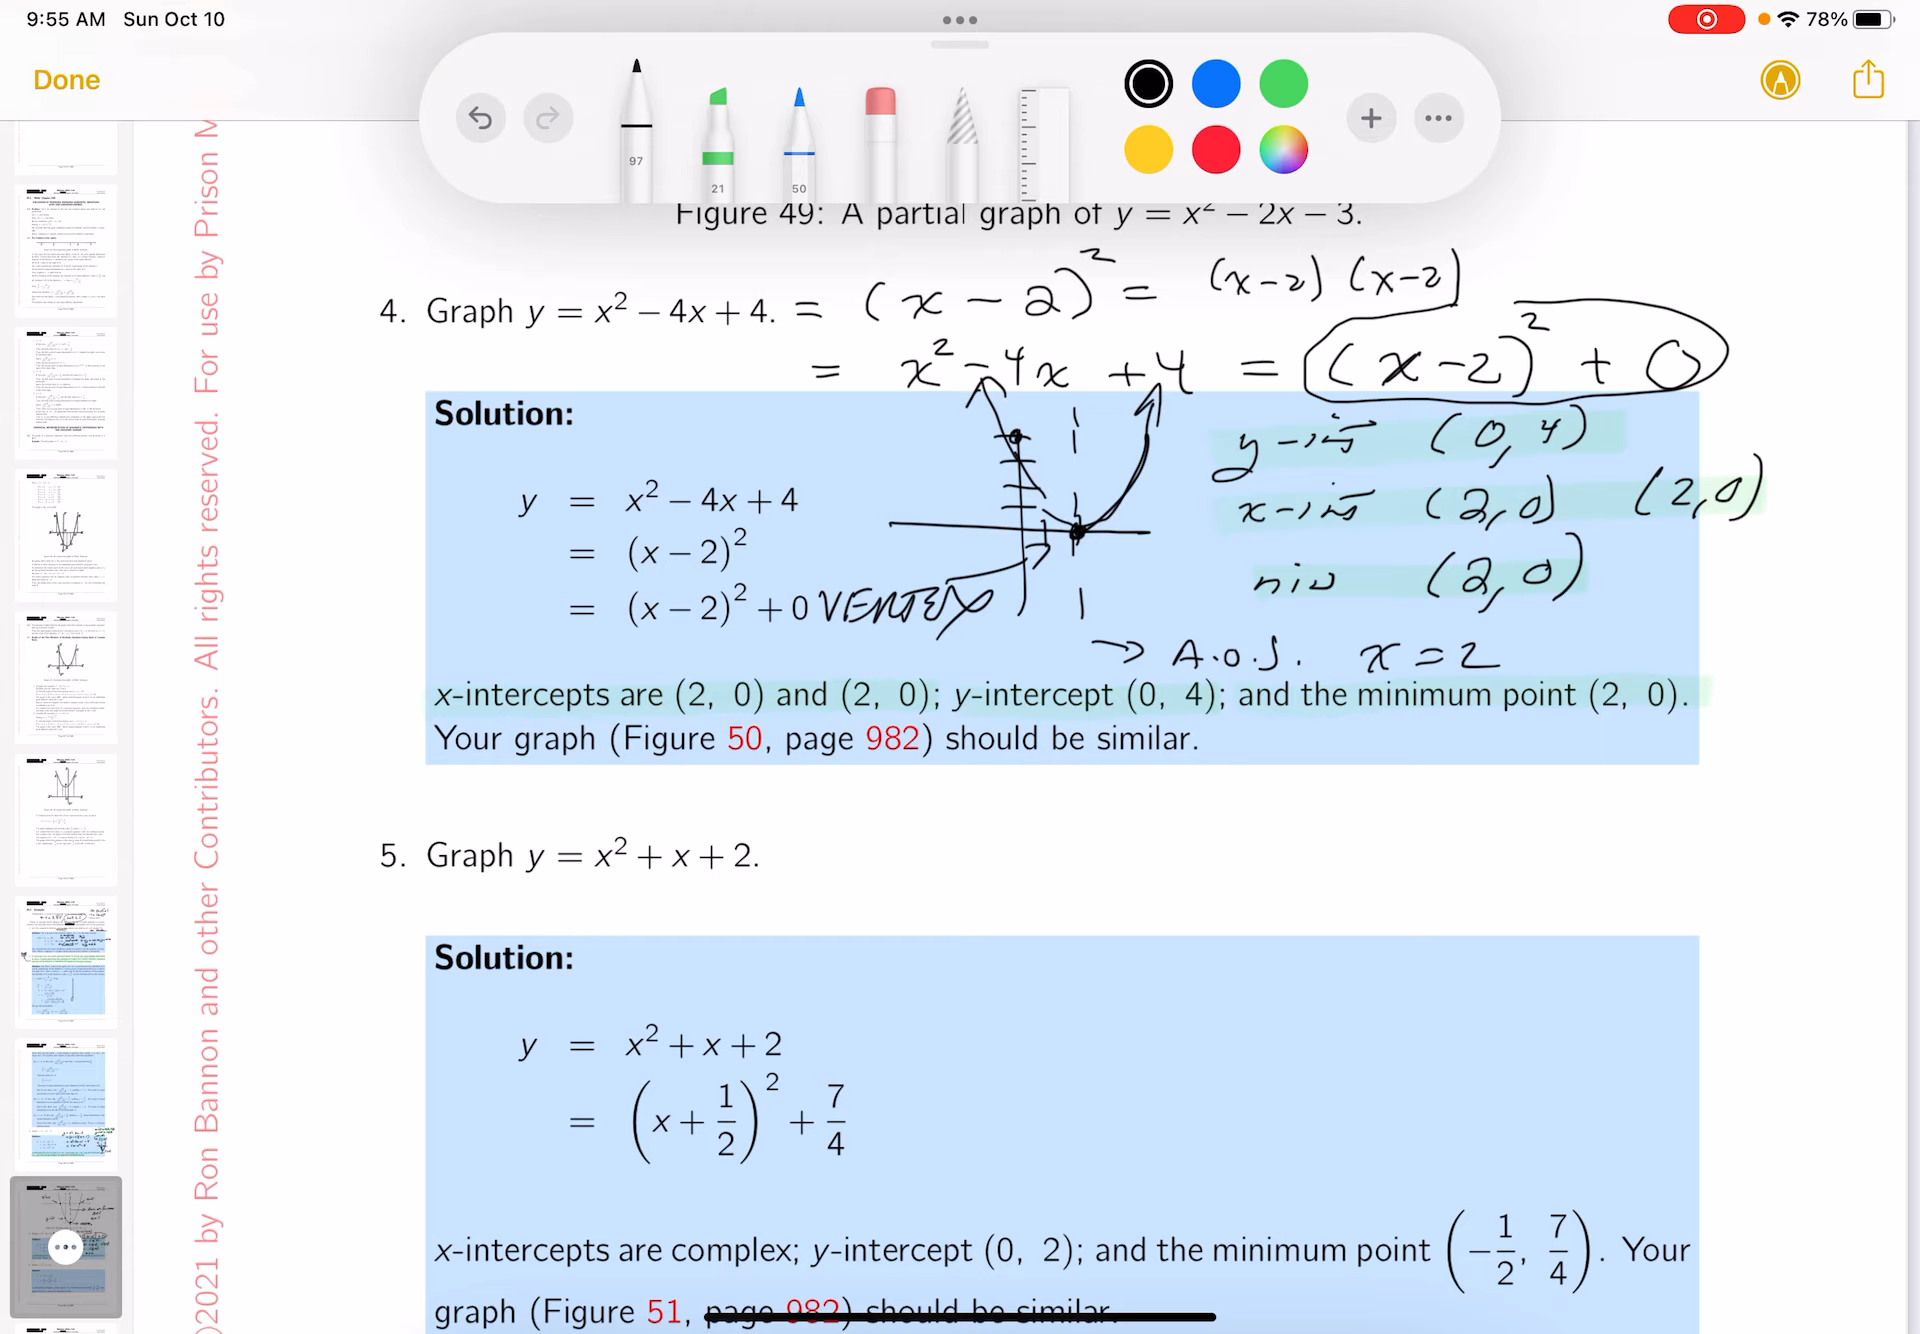 9:55 AM Sun Oct 10
78%
Done
97
21
50
Figure 49: A partial graph of y = x² − 2x − 3.
4. Graph y = x² − 4x + 4. = (x − 2)² = (x−2) (x−2)
= x² − 4x + 4 = (x−2)² + 0
Solution:
y-int (0, 4)
y = x² − 4x + 4
x-int (2, 0) (2, 0)
= (x − 2)²
min (2, 0)
= (x − 2)² + 0 VERTEX
→ A.O.S. x = 2
x-intercepts are (2, 0) and (2, 0); y-intercept (0, 4); and the minimum point (2, 0).
Your graph (Figure 50, page 982) should be similar.
5. Graph y = x² + x + 2.
Solution:
y = x² + x + 2
= (x + 1/2)² + 7/4
x-intercepts are complex; y-intercept (0, 2); and the minimum point (−1/2, 7/4). Your
graph (Figure 51, page 982) should be similar.
©2021 by Ron Bannon and other Contributors. All rights reserved. For use by Prison M